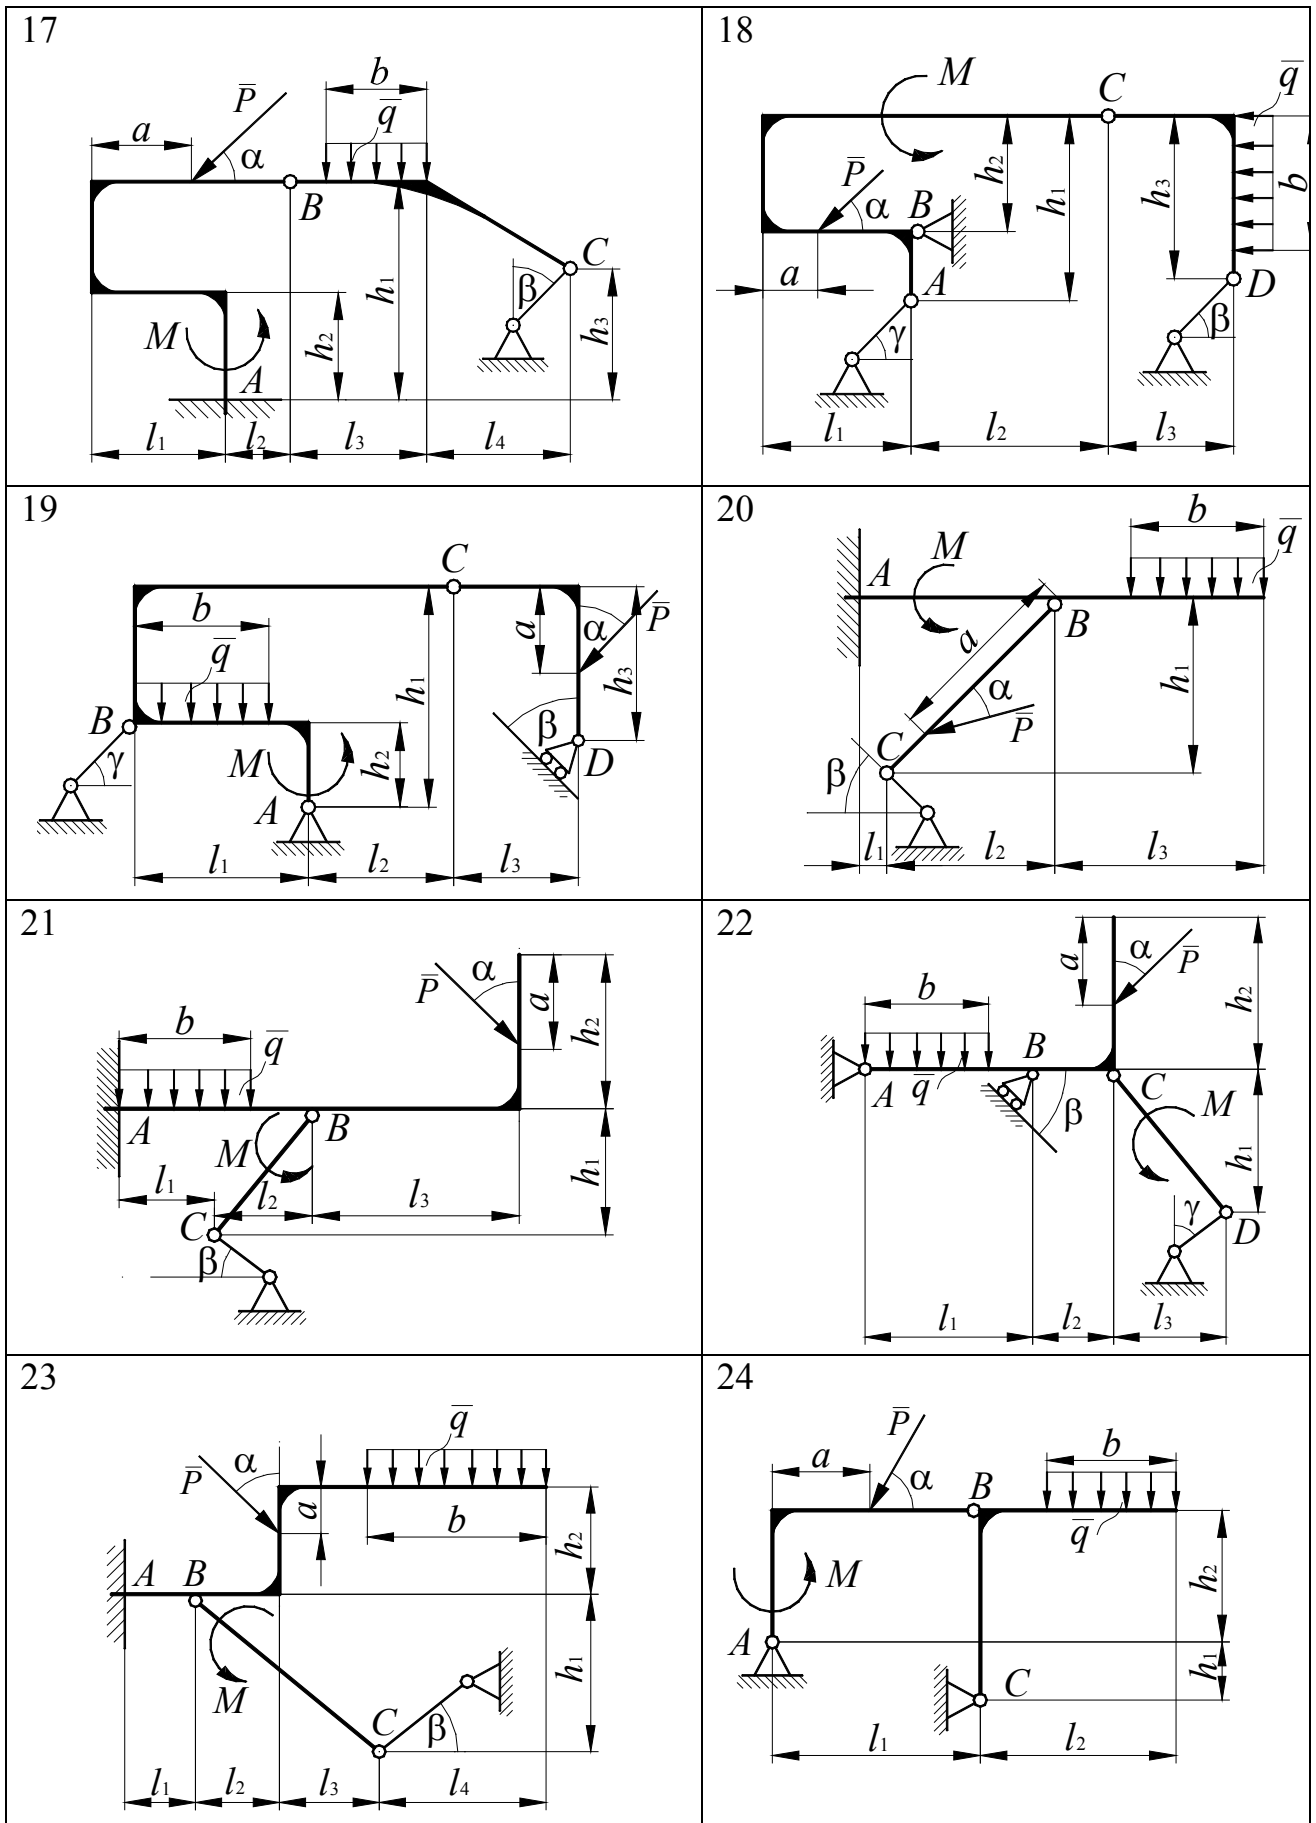 17
P̅
b
q̅
a
α
B
C
β
h1
h2
h3
M
A
l1
l2
l3
l4
18
M
C
q̅
h2
h1
h3
b
P̅
α
B
a
A
D
γ
β
l1
l2
l3
19
C
b
q̅
a
α
P̅
h1
h3
B
γ
M
h2
β
D
A
l1
l2
l3
20
b
q̅
A
M
B
a
α
P̅
h1
C
β
l1
l2
l3
21
α
P̅
a
h2
b
q̅
A
M
B
h1
l1
l2
l3
C
β
22
a
α
P̅
h2
b
B
A
q̅
C
M
β
h1
γ
D
l1
l2
l3
23
q̅
α
P̅
a
b
h2
A
B
M
h1
C
β
l1
l2
l3
l4
24
P̅
a
α
B
b
q̅
M
h2
A
h1
C
l1
l2